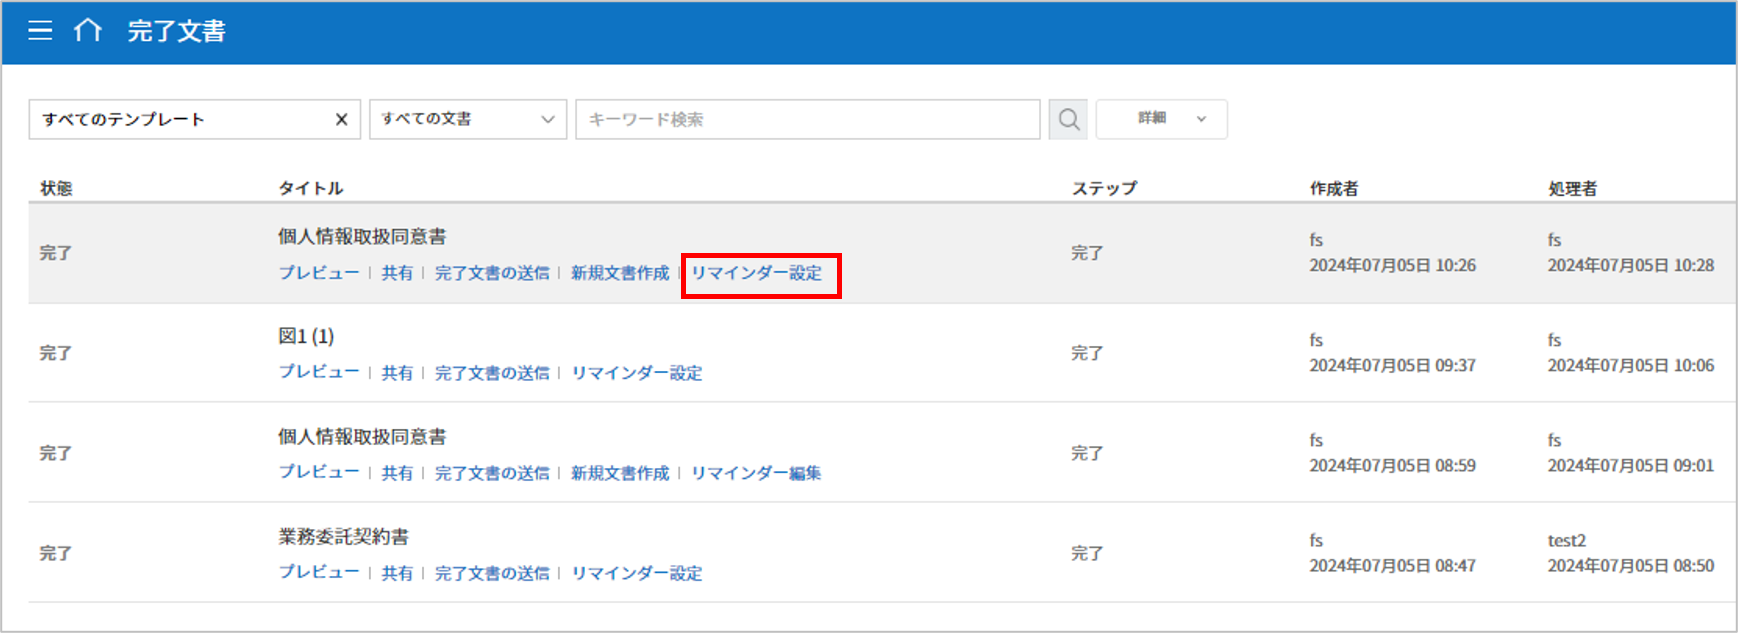 完了文書
すべてのテンプレート すべての文書 キーワード検索 詳細
状態 タイトル ステップ 作成者 処理者
個人情報取扱同意書
完了 完了 fs fs
プレビュー 共有 完了文書の送信 新規文書作成 リマインダー設定 2024年07月05日 10:26 2024年07月05日 10:28
図1 (1)
完了 完了 fs fs
プレビュー 共有 完了文書の送信 リマインダー設定 2024年07月05日 09:37 2024年07月05日 10:06
個人情報取扱同意書
完了 完了 fs fs
プレビュー 共有 完了文書の送信 新規文書作成 リマインダー編集 2024年07月05日 08:59 2024年07月05日 09:01
業務委託契約書
完了 完了 fs test2
プレビュー 共有 完了文書の送信 リマインダー設定 2024年07月05日 08:47 2024年07月05日 08:50